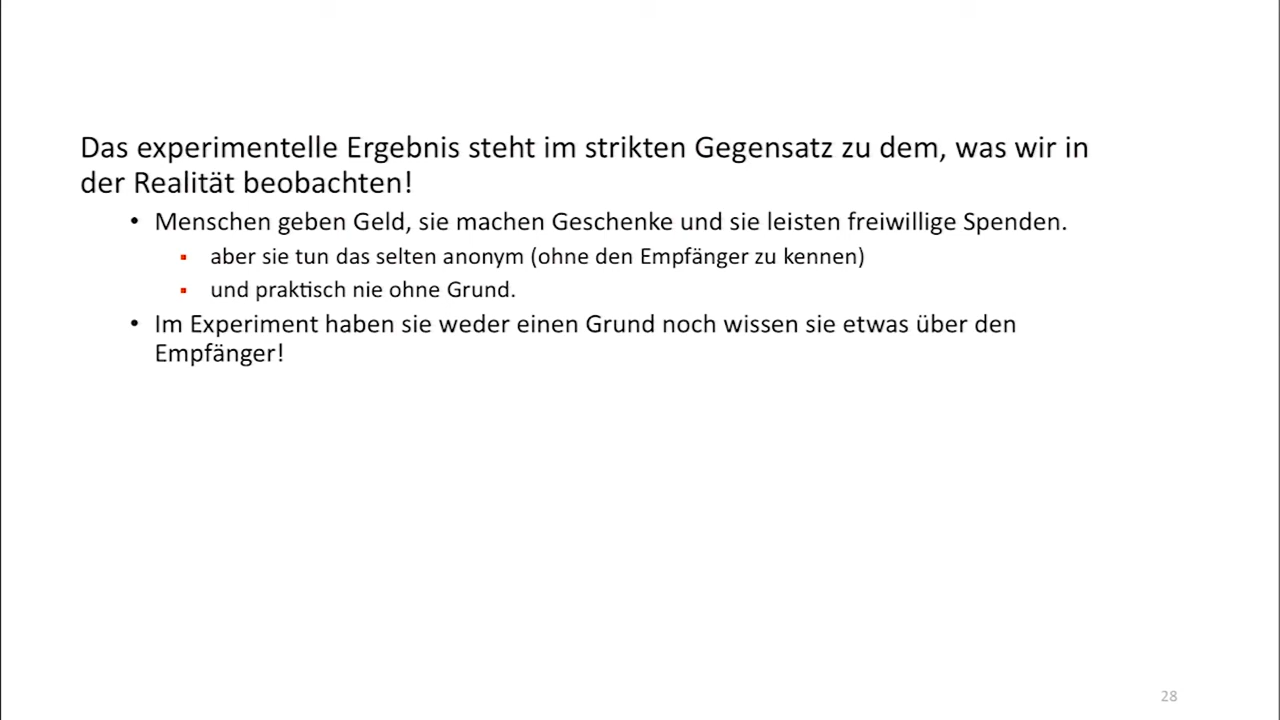 Das experimentelle Ergebnis steht im strikten Gegensatz zu dem, was wir in
der Realität beobachten!
• Menschen geben Geld, sie machen Geschenke und sie leisten freiwillige Spenden.
▪ aber sie tun das selten anonym (ohne den Empfänger zu kennen)
▪ und praktisch nie ohne Grund.
• Im Experiment haben sie weder einen Grund noch wissen sie etwas über den
Empfänger!
28